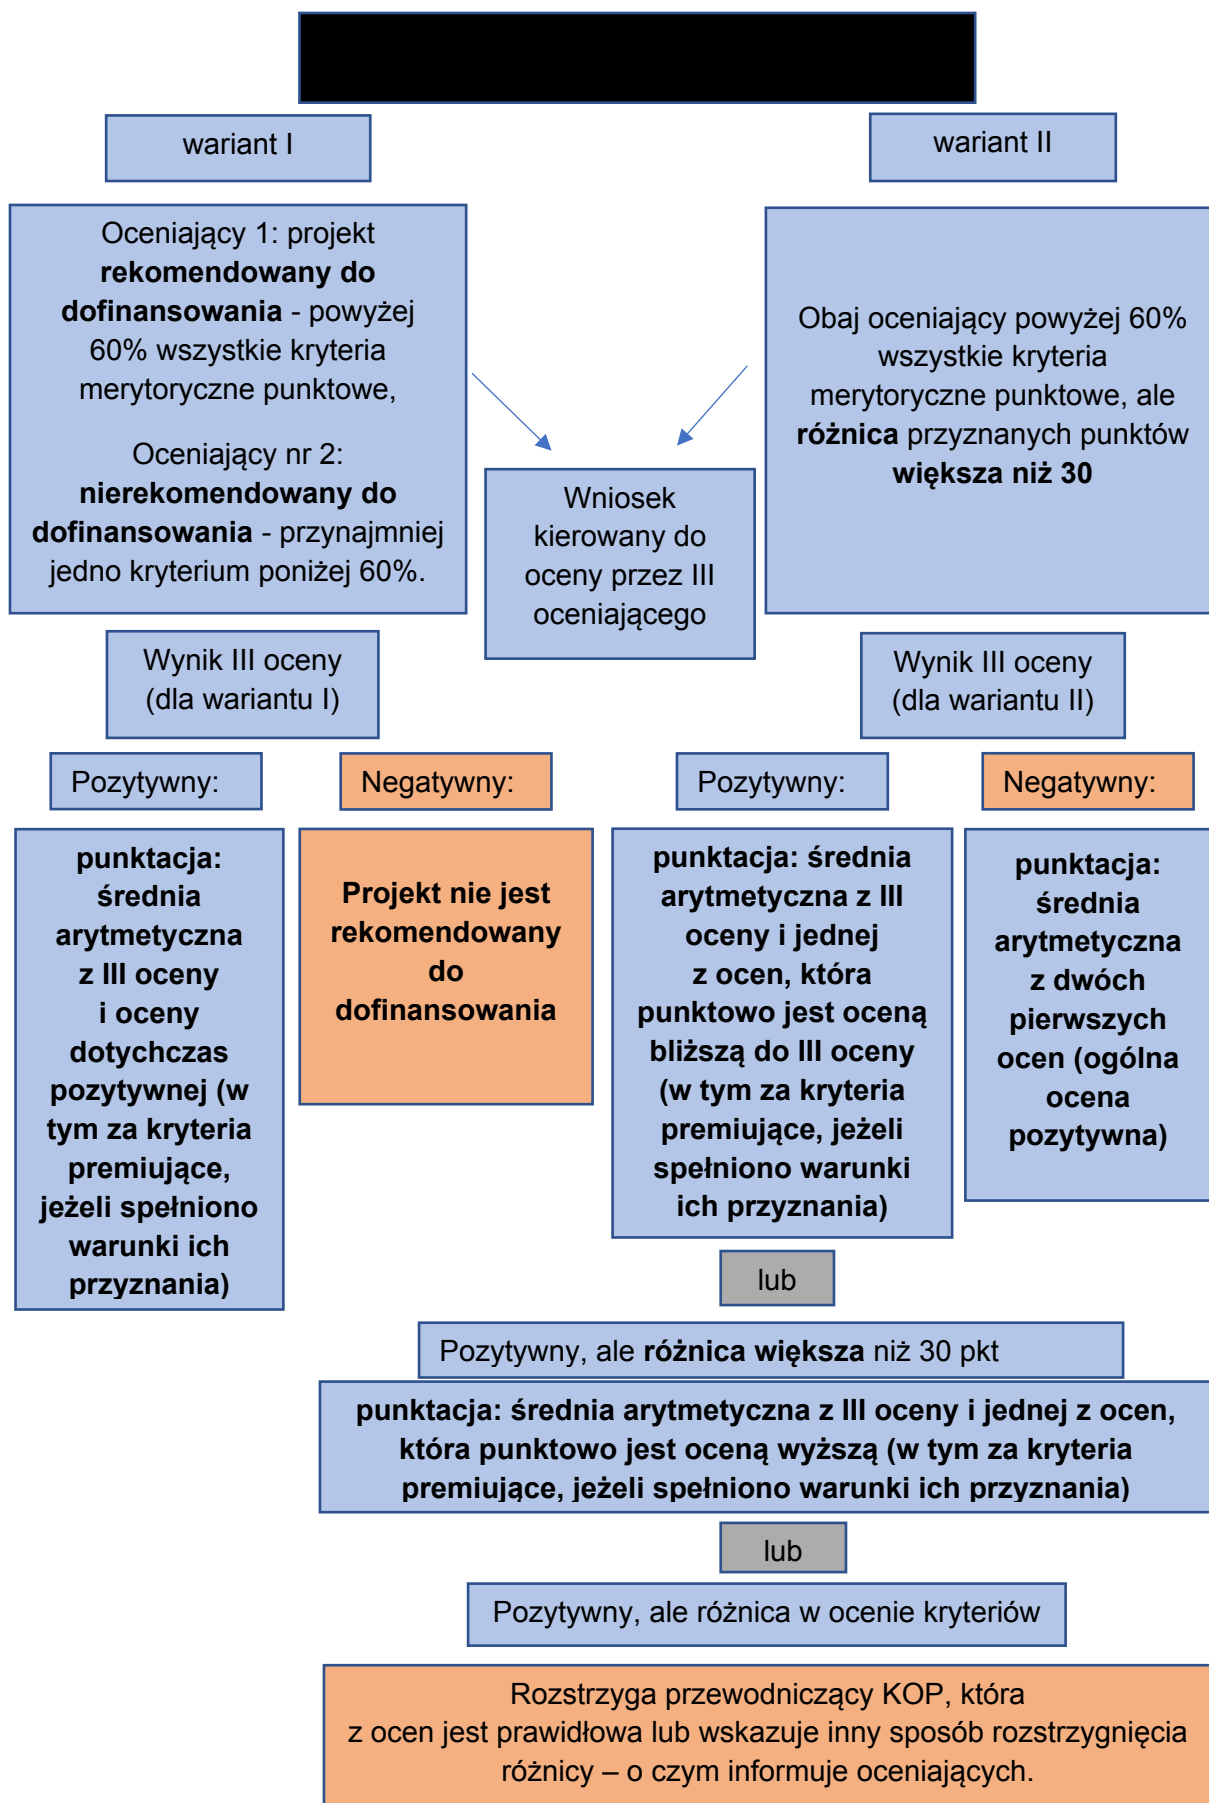 wariant I
wariant II
Oceniający 1: projekt
rekomendowany do
dofinansowania - powyżej
60% wszystkie kryteria
merytoryczne punktowe,
Oceniający nr 2:
nierekomendowany do
dofinansowania - przynajmniej
jedno kryterium poniżej 60%.
Obaj oceniający powyżej 60%
wszystkie kryteria
merytoryczne punktowe, ale
różnica przyznanych punktów
większa niż 30
Wniosek
kierowany do
oceny przez III
oceniającego
Wynik III oceny
(dla wariantu I)
Wynik III oceny
(dla wariantu II)
Pozytywny:
Negatywny:
Pozytywny:
Negatywny:
punktacja:
średnia
arytmetyczna
z III oceny
i oceny
dotychczas
pozytywnej (w
tym za kryteria
premiujące,
jeżeli spełniono
warunki ich
przyznania)
Projekt nie jest
rekomendowany
do
dofinansowania
punktacja: średnia
arytmetyczna z III
oceny i jednej
z ocen, która
punktowo jest oceną
bliższą do III oceny
(w tym za kryteria
premiujące, jeżeli
spełniono warunki
ich przyznania)
punktacja:
średnia
arytmetyczna
z dwóch
pierwszych
ocen (ogólna
ocena
pozytywna)
lub
Pozytywny, ale różnica większa niż 30 pkt
punktacja: średnia arytmetyczna z III oceny i jednej z ocen,
która punktowo jest oceną wyższą (w tym za kryteria
premiujące, jeżeli spełniono warunki ich przyznania)
lub
Pozytywny, ale różnica w ocenie kryteriów
Rozstrzyga przewodniczący KOP, która
z ocen jest prawidłowa lub wskazuje inny sposób rozstrzygnięcia
różnicy – o czym informuje oceniających.